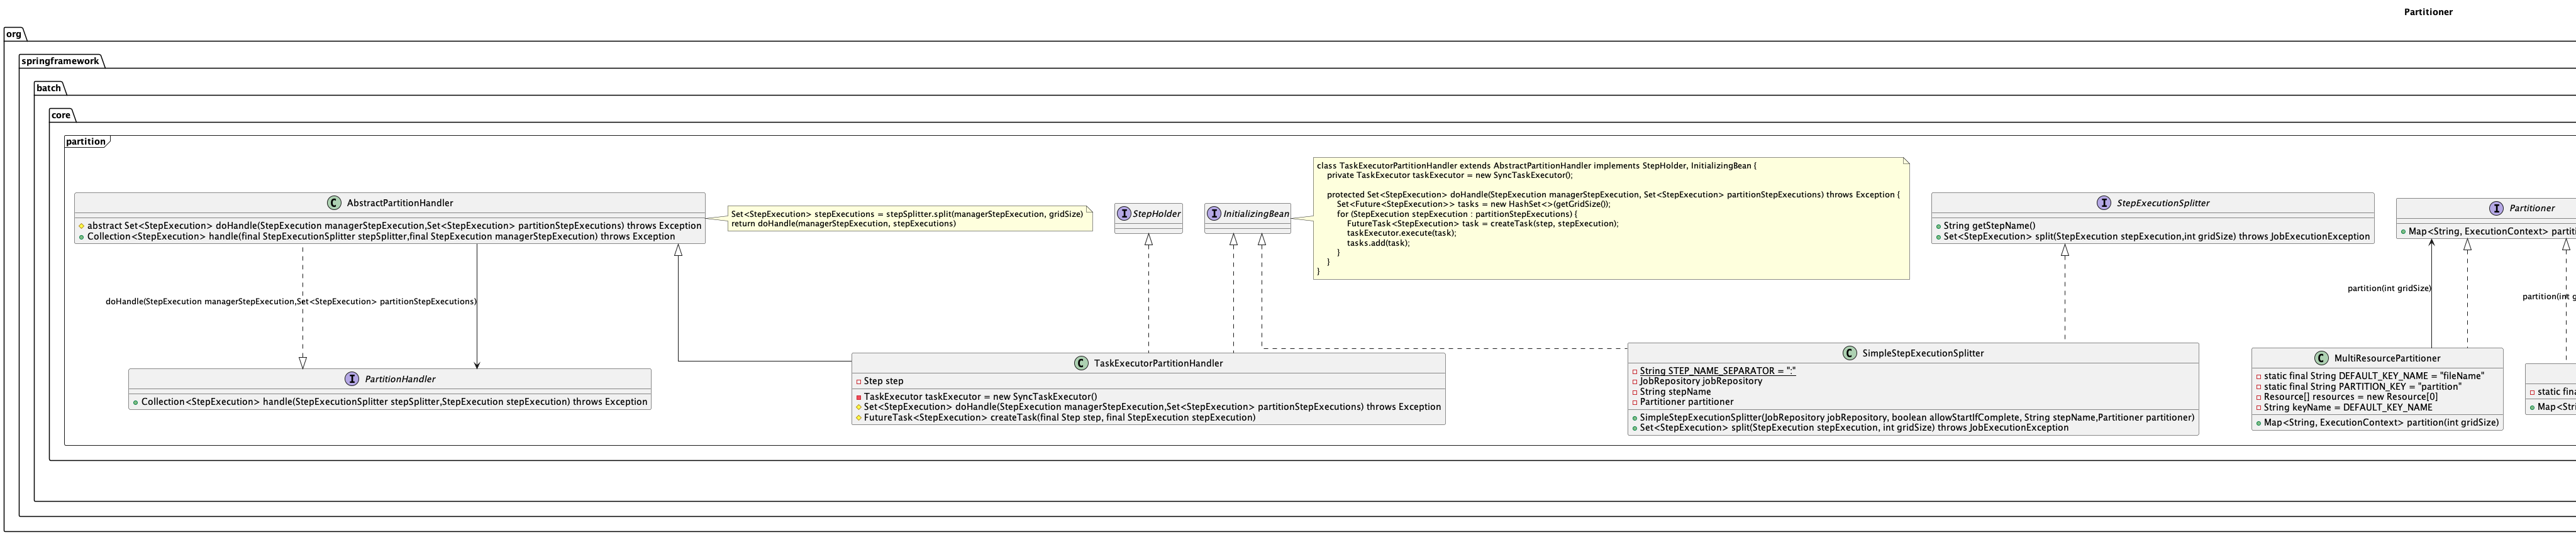 Partitioner
org
springframework
batch
core
partition
AbstractPartitionHandler
abstract Set<StepExecution> doHandle(StepExecution managerStepExecution,Set<StepExecution> partitionStepExecutions) throws Exception
Collection<StepExecution> handle(final StepExecutionSplitter stepSplitter,final StepExecution managerStepExecution) throws Exception
Set<StepExecution> stepExecutions = stepSplitter.split(managerStepExecution, gridSize)
return doHandle(managerStepExecution, stepExecutions)
StepHolder
InitializingBean
class TaskExecutorPartitionHandler extends AbstractPartitionHandler implements StepHolder, InitializingBean {
private TaskExecutor taskExecutor = new SyncTaskExecutor();
protected Set<StepExecution> doHandle(StepExecution managerStepExecution, Set<StepExecution> partitionStepExecutions) throws Exception {
Set<Future<StepExecution>> tasks = new HashSet<>(getGridSize());
for (StepExecution stepExecution : partitionStepExecutions) {
FutureTask<StepExecution> task = createTask(step, stepExecution);
taskExecutor.execute(task);
tasks.add(task);
}
}
}
StepExecutionSplitter
String getStepName()
Set<StepExecution> split(StepExecution stepExecution,int gridSize) throws JobExecutionException
Partitioner
Map<String, ExecutionContext> partiti
doHandle(StepExecution managerStepExecution,Set<StepExecution> partitionStepExecutions)
partition(int gridSize)
partition(int g
PartitionHandler
Collection<StepExecution> handle(StepExecutionSplitter stepSplitter,StepExecution stepExecution) throws Exception
TaskExecutorPartitionHandler
Step step
TaskExecutor taskExecutor = new SyncTaskExecutor()
Set<StepExecution> doHandle(StepExecution managerStepExecution,Set<StepExecution> partitionStepExecutions) throws Exception
FutureTask<StepExecution> createTask(final Step step, final StepExecution stepExecution)
SimpleStepExecutionSplitter
String STEP_NAME_SEPARATOR = ":"
JobRepository jobRepository
String stepName
Partitioner partitioner
SimpleStepExecutionSplitter(JobRepository jobRepository, boolean allowStartIfComplete, String stepName,Partitioner partitioner)
Set<StepExecution> split(StepExecution stepExecution, int gridSize) throws JobExecutionException
MultiResourcePartitioner
static final String DEFAULT_KEY_NAME = "fileName"
static final String PARTITION_KEY = "partition"
Resource[] resources = new Resource[0]
String keyName = DEFAULT_KEY_NAME
Map<String, ExecutionContext> partition(int gridSize)
static fina
Map<Stri